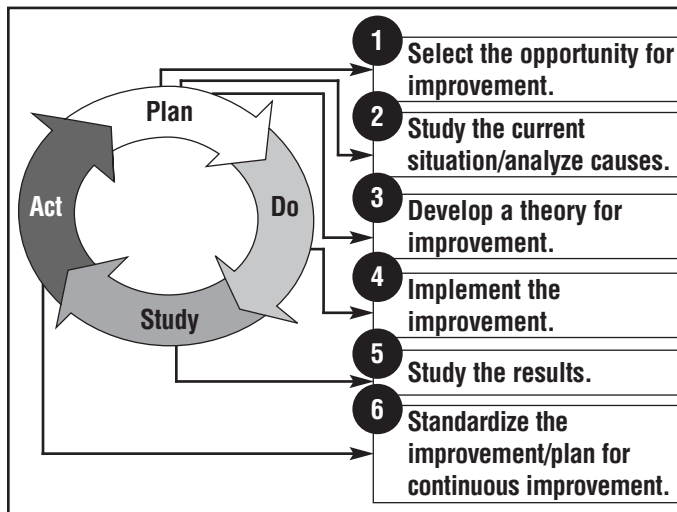 Plan
Do
Study
Act
1
Select the opportunity for
improvement.
2
Study the current
situation/analyze causes.
3
Develop a theory for
improvement.
4
Implement the
improvement.
5
Study the results.
6
Standardize the
improvement/plan for
continuous improvement.